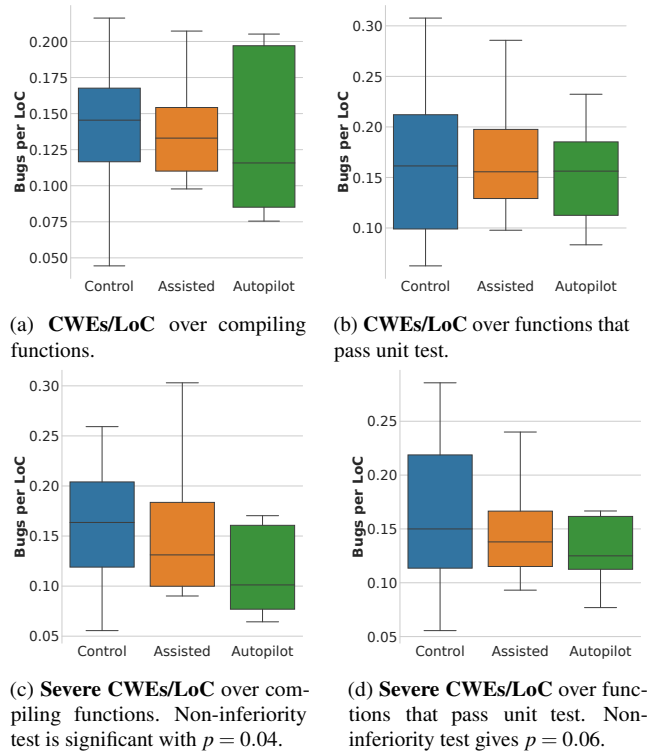 0.200
0.175
0.150
0.125
0.100
0.075
0.050
Bugs per LoC
Control Assisted Autopilot
(a) CWEs/LoC over compiling
functions.
0.30
0.25
0.20
0.15
0.10
Bugs per LoC
Control Assisted Autopilot
(b) CWEs/LoC over functions that
pass unit test.
0.30
0.25
0.20
0.15
0.10
0.05
Bugs per LoC
Control Assisted Autopilot
(c) Severe CWEs/LoC over com-
piling functions. Non-inferiority
test is significant with p = 0.04.
0.25
0.20
0.15
0.10
0.05
Bugs per LoC
Control Assisted Autopilot
(d) Severe CWEs/LoC over func-
tions that pass unit test. Non-
inferiority test gives p = 0.06.